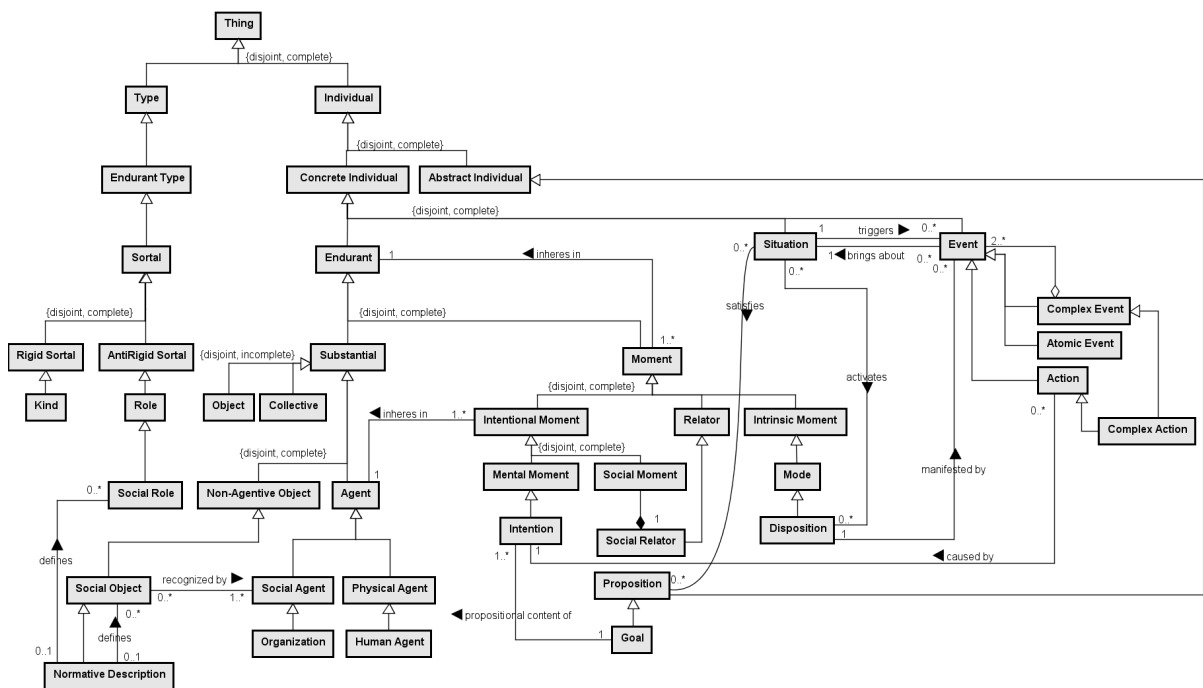 Thing
{disjoint, complete}
Type
Individual
{disjoint, complete}
Endurant Type
Concrete Individual
Abstract Individual
{disjoint, complete}
1
triggers
0..*
Sortal
Endurant
1
inheres in
0..*
Situation
Event
2..*
1
brings about
0..*
0..*
0..*
satisfies
{disjoint, complete}
{disjoint, complete}
Complex Event
Rigid Sortal
AntiRigid Sortal
{disjoint, incomplete}
Substantial
1..*
Moment
Atomic Event
activates
Action
{disjoint, complete}
Kind
Role
Object
Collective
inheres in
1..*
Intentional Moment
Relator
Intrinsic Moment
0..*
Complex Action
{disjoint, complete}
{disjoint, complete}
Mental Moment
Social Moment
Mode
manifested by
1
0..*
Social Role
Non-Agentive Object
Agent
Intention
1
Social Relator
Disposition
0..*
1
1..*
1
caused by
defines
Social Object
recognized by
0..*
1..*
Social Agent
Physical Agent
Proposition
0..*
0..*
defines
propositional content of
Organization
Human Agent
1
Goal
0..1
0..1
Normative Description